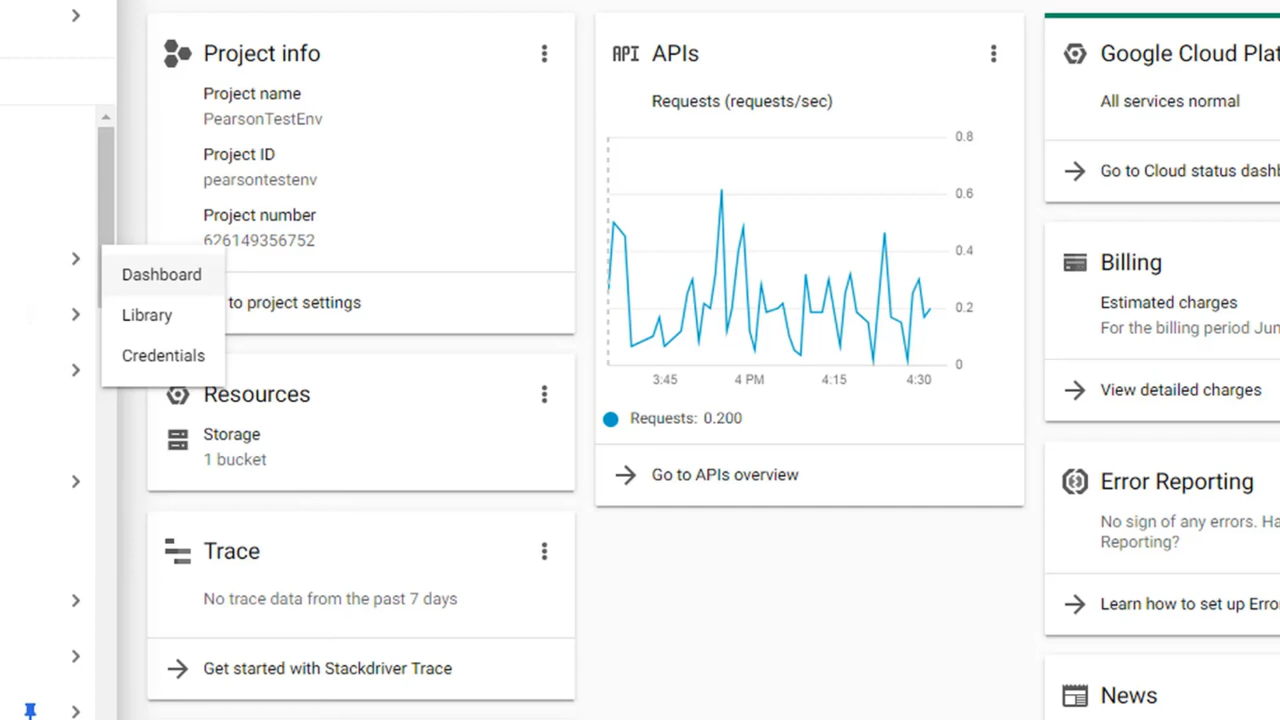 Project info
Project name
PearsonTestEnv
Project ID
pearsontestenv
Project number
626149356752
to project settings
Dashboard
Library
Credentials
Resources
Storage
1 bucket
Trace
No trace data from the past 7 days
Get started with Stackdriver Trace
API APIs
Requests (requests/sec)
0.8
0.6
0.4
0.2
0
3:45 4 PM 4:15 4:30
Requests: 0.200
Go to APIs overview
Google Cloud Plat
All services normal
Go to Cloud status dashb
Billing
Estimated charges
For the billing period Jun
View detailed charges
Error Reporting
No sign of any errors. Ha
Reporting?
Learn how to set up Erro
News